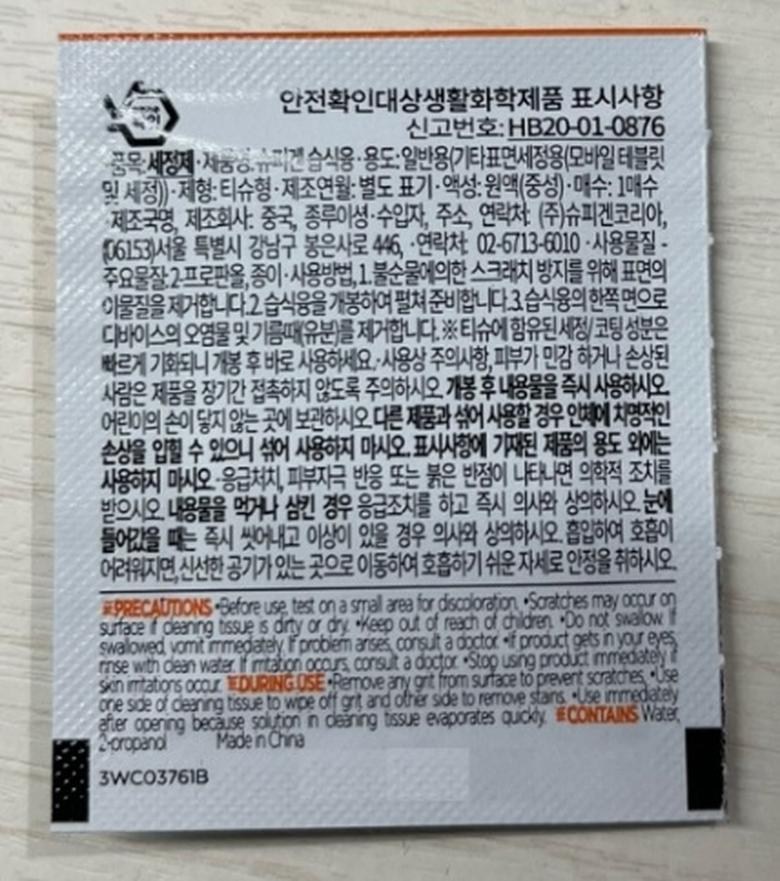 안전확인대상생활화학제품 표시사항
신고번호: HB20-01-0876
품목:세정제·제품명:슈피겐 습식융·용도:일반용(기타표면세정용(모바일 테블릿
및 세정))·제형: 티슈형·제조연월: 별도 표기·액성: 원액(중성)·매수: 1매수
·제조국명, 제조회사: 중국, 종루이셩·수입자, 주소, 연락처: (주)슈피겐코리아,
(06153)서울 특별시 강남구 봉은사로 446, ·연락처: 02-6713-6010 ·사용물질 -
주요물질:2-프로판올,종이·사용방법,1.불순물에의한 스크래치 방지를 위해 표면의
이물질을 제거합니다.2.습식융을 개봉하여 펼쳐 준비합니다.3.습식융의 한쪽 면으로
디바이스의 오염물 및 기름때(유분)를 제거합니다.※티슈에 함유된 세정/코팅 성분은
빠르게 기화되니 개봉 후 바로 사용하세요.·사용상 주의사항, 피부가 민감 하거나 손상된
사람은 제품을 장기간 접촉하지 않도록 주의하시오. 개봉 후 내용물을 즉시 사용하시오.
어린이의 손이 닿지 않는 곳에 보관하시오.다른 제품과 섞어 사용할 경우 인체에 치명적인
손상을 입힐 수 있으니 섞어 사용하지 마시오. 표시사항에 기재된 제품의 용도 외에는
사용하지 마시오.·응급처치, 피부자극 반응 또는 붉은 반점이 나타나면 의학적 조치를
받으시오. 내용물을 먹거나 삼킨 경우 응급조치를 하고 즉시 의사와 상의하시오. 눈에
들어갔을 때는 즉시 씻어내고 이상이 있을 경우 의사와 상의하시오. 흡입하여 호흡이
어려워지면, 신선한 공기가 있는 곳으로 이동하여 호흡하기 쉬운 자세로 안정을 취하시오.
PRECAUTIONS •Before use, test on a small area for discoloration. •Scratches may occur on
surface if cleaning tissue is dirty or dry. •Keep out of reach of children. •Do not swallow. If
swallowed, vomit immediately. If problem arises, consult a doctor. •If product gets in your eyes,
rinse with clean water. If irritation occurs, consult a doctor. •Stop using product immediately if
skin irritations occur. DURING USE •Remove any grit from surface to prevent scratches. •Use
one side of cleaning tissue to wipe off grit and other side to remove stains. •Use immediately
after opening because solution in cleaning tissue evaporates quickly. CONTAINS Water,
2-propanol Made in China
3WC03761B